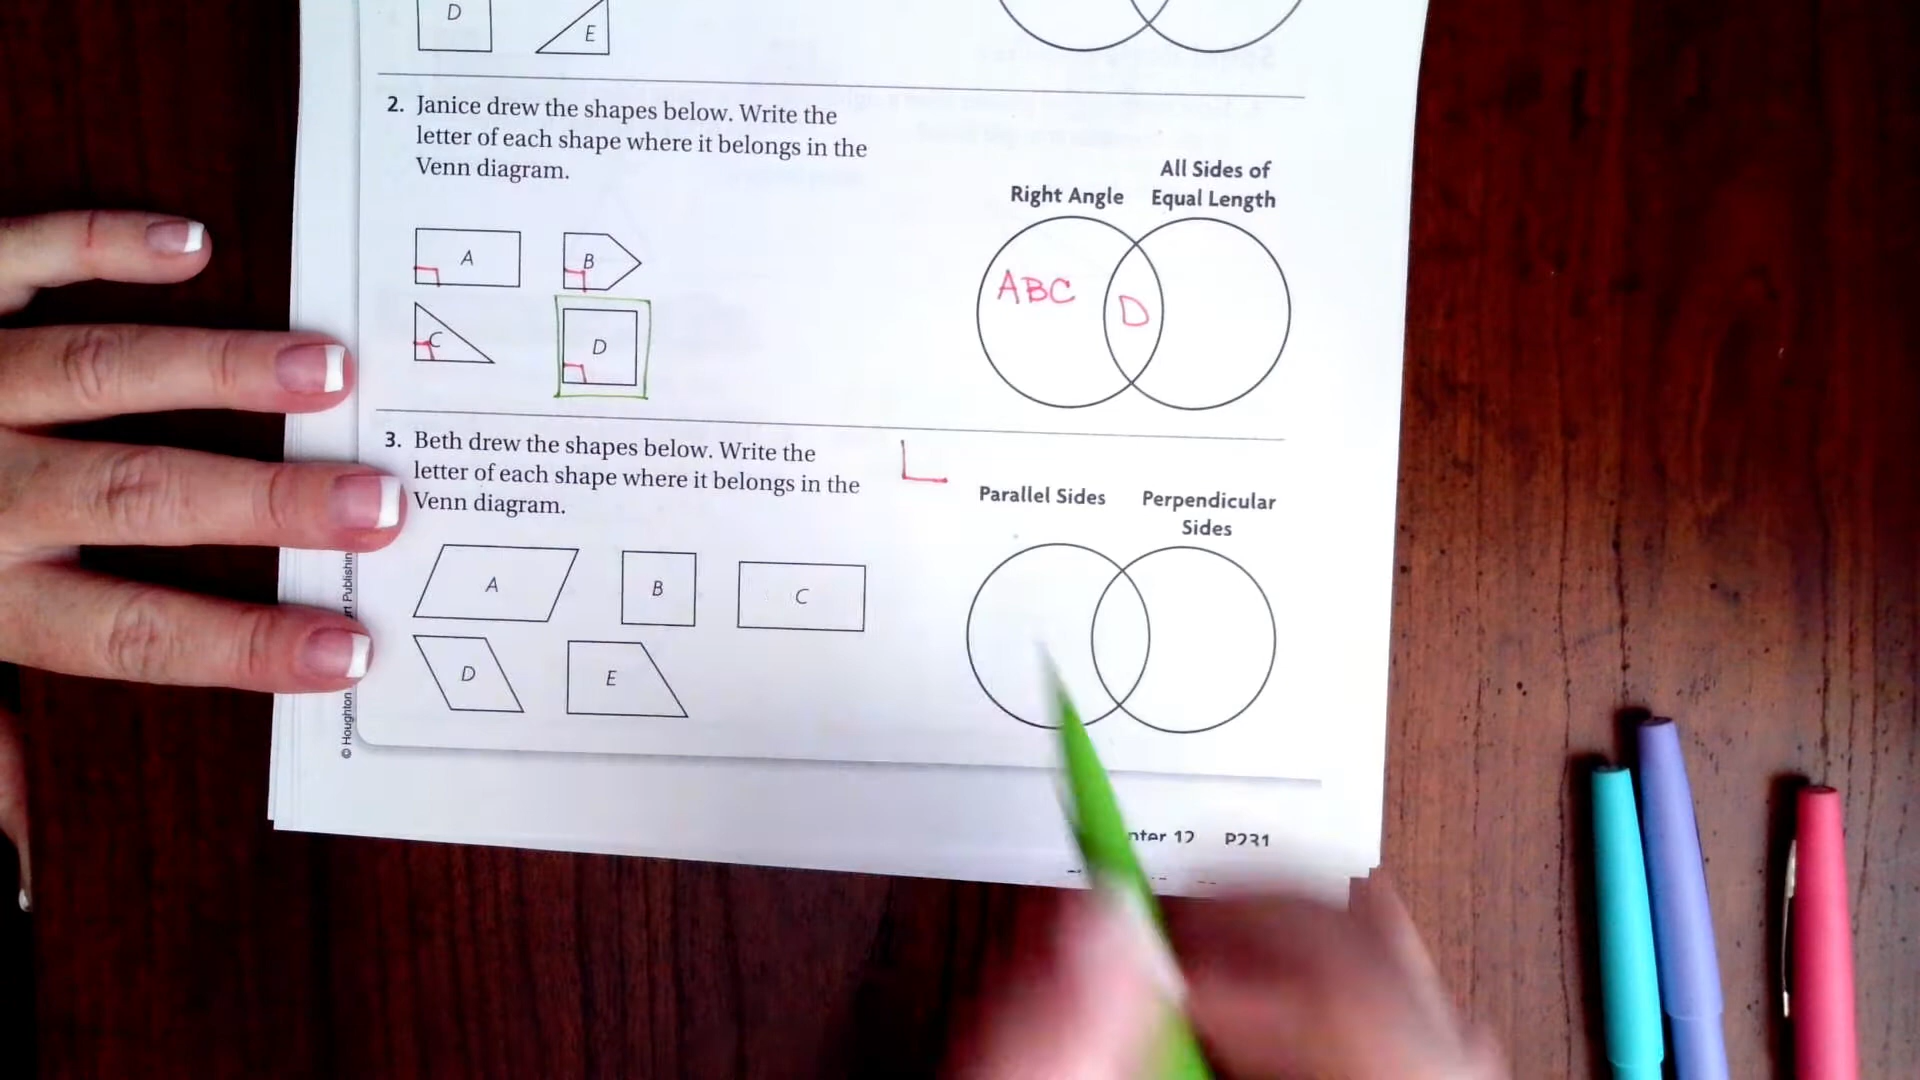 D
E
2. Janice drew the shapes below. Write the
letter of each shape where it belongs in the
Venn diagram.
Right Angle
All Sides of
Equal Length
A
B
C
D
ABC
D
3. Beth drew the shapes below. Write the
letter of each shape where it belongs in the
Venn diagram.
Parallel Sides
Perpendicular
Sides
A
B
C
D
E
© Houghton
Publishin
12 P231